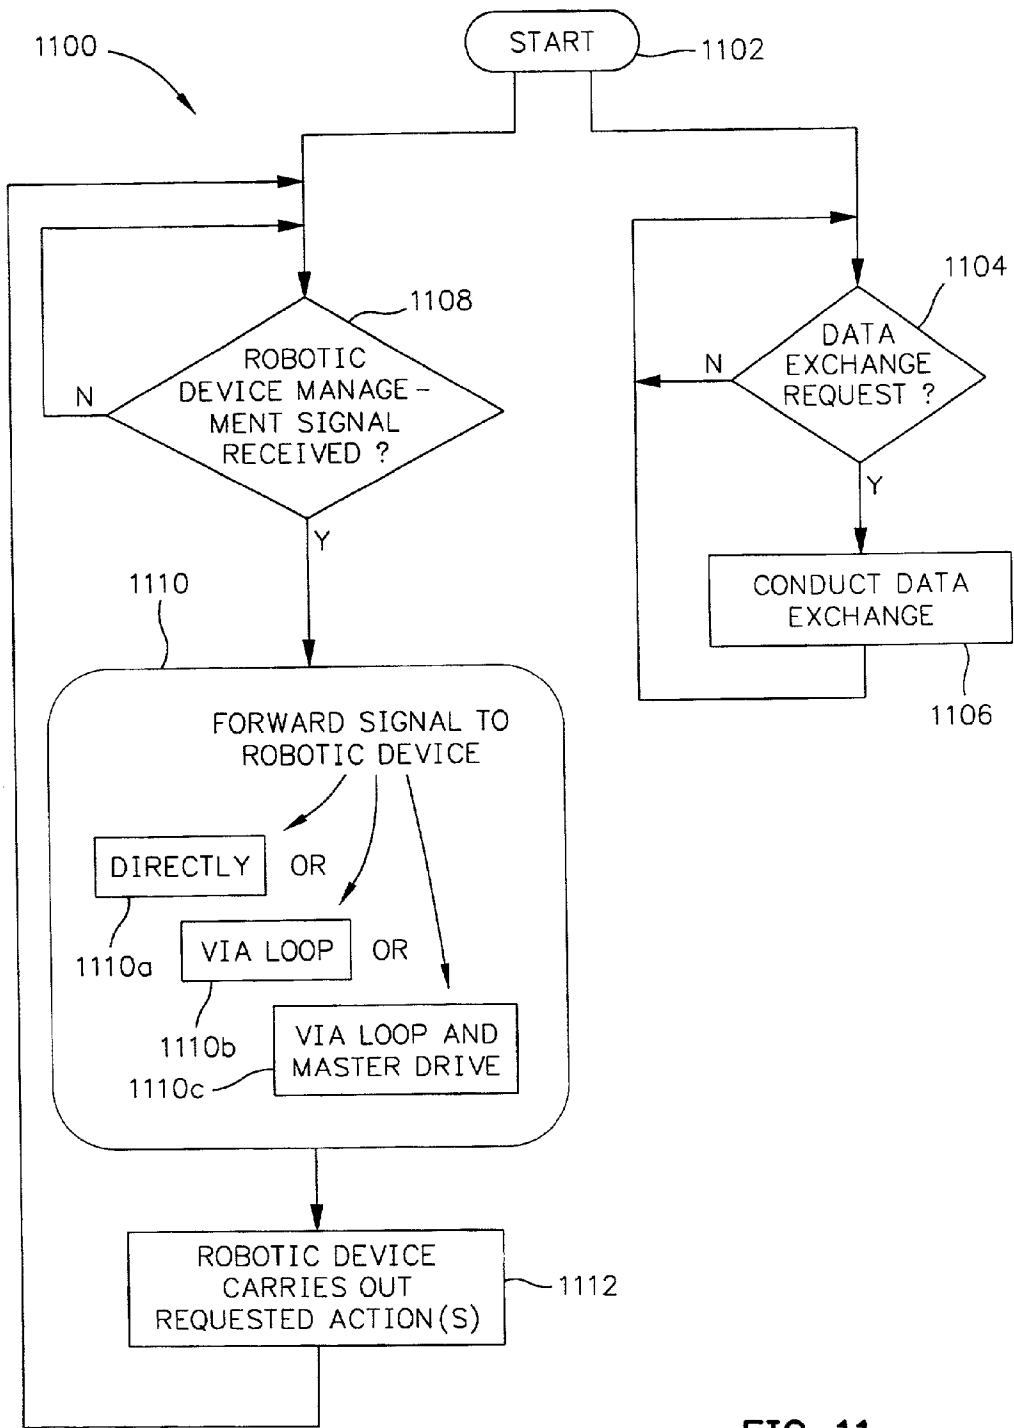 1100
START
1102
1104
DATA
EXCHANGE
REQUEST ?
N
Y
CONDUCT DATA
EXCHANGE
1106
1108
ROBOTIC
DEVICE MANAGE-
MENT SIGNAL
RECEIVED ?
N
Y
1110
FORWARD SIGNAL TO
ROBOTIC DEVICE
DIRECTLY OR
1110a
VIA LOOP OR
1110b
VIA LOOP AND
MASTER DRIVE
1110c
ROBOTIC DEVICE
CARRIES OUT
REQUESTED ACTION(S)
1112
FIG. 11